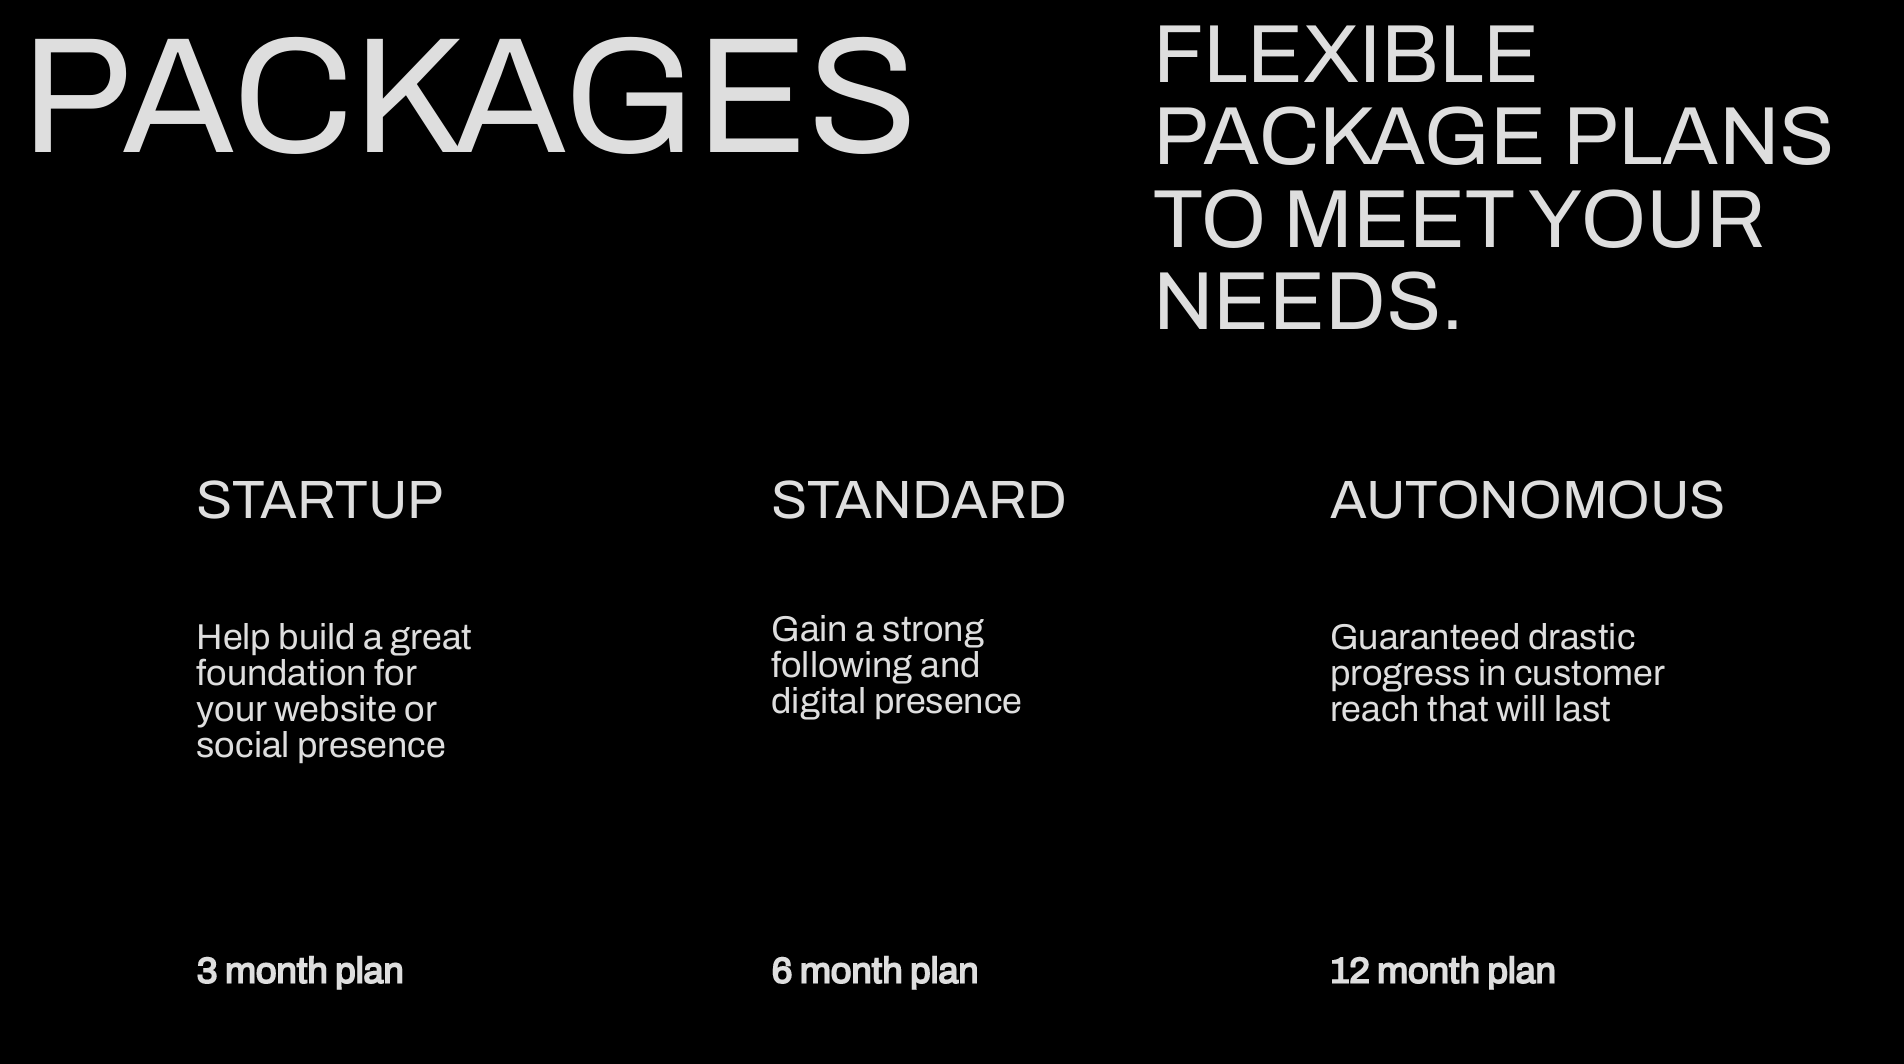 PACKAGES
FLEXIBLE
PACKAGE PLANS
TO MEET YOUR
NEEDS.
STARTUP
Help build a great
foundation for
your website or
social presence
3 month plan
STANDARD
Gain a strong
following and
digital presence
6 month plan
AUTONOMOUS
Guaranteed drastic
progress in customer
reach that will last
12 month plan